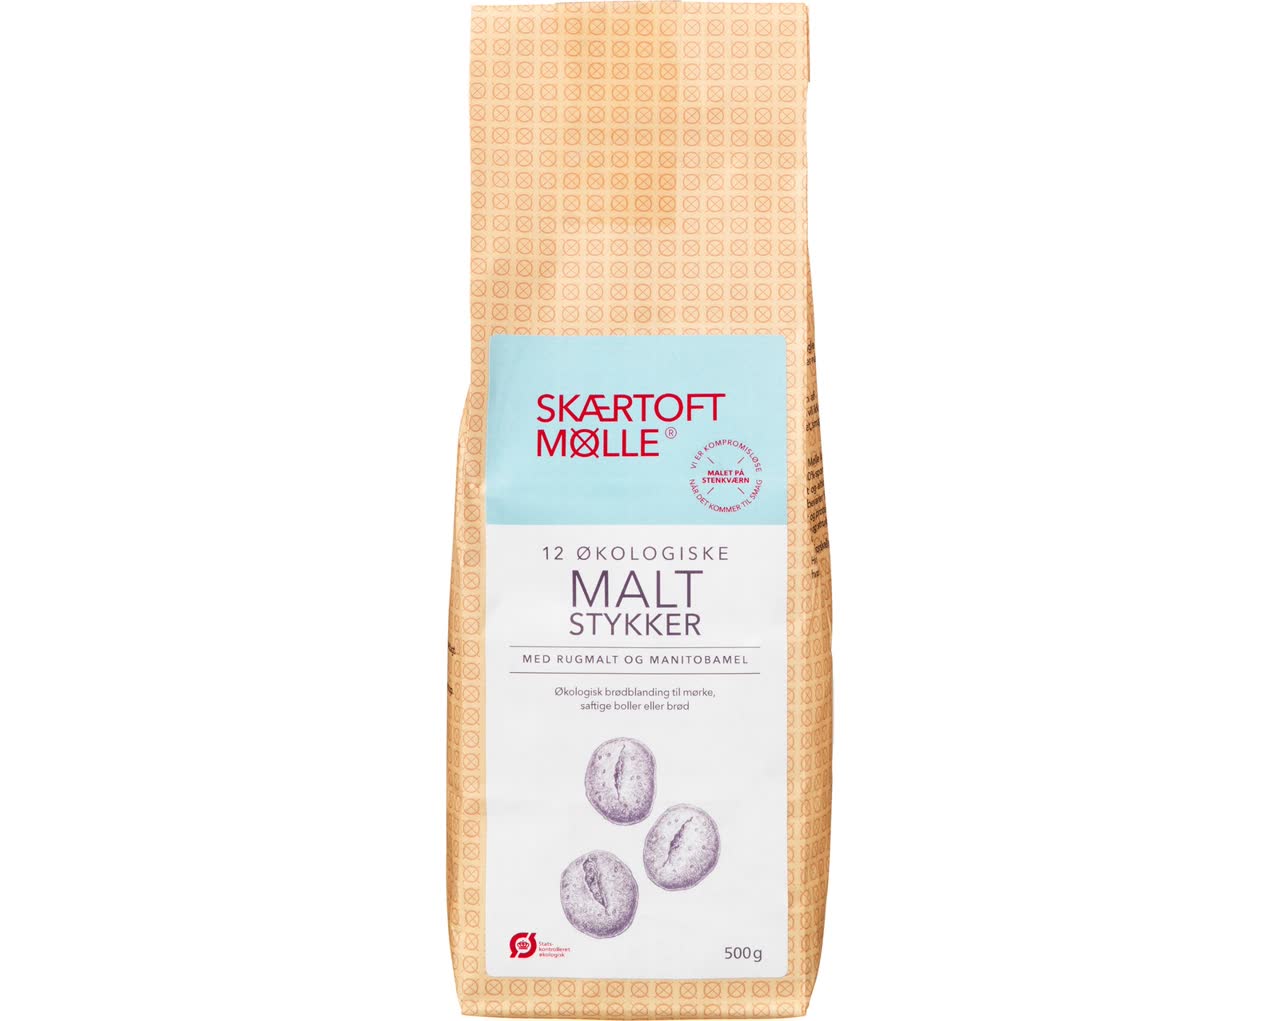 SKÆRTOFT
MØLLE®
VI ER KOMPROMISLØSE
MALET PÅ
STENKVÆRN
NÅR DET KOMMER TIL SMAG
12 ØKOLOGISKE
MALT
STYKKER
MED RUGMALT OG MANITOBAMEL
Økologisk brødblanding til mørke,
saftige boller eller brød
Stats-
kontrolleret
økologisk
500g